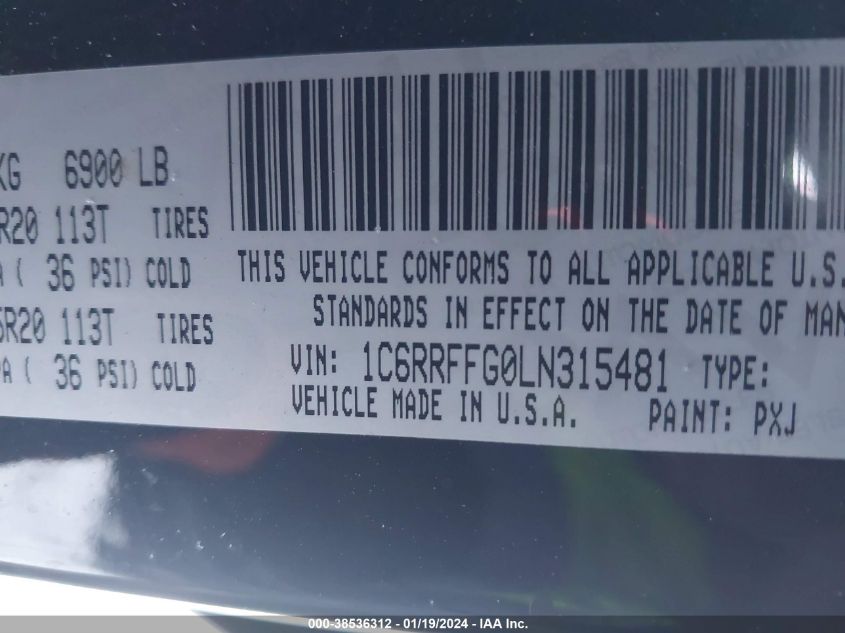 KG 6900 LB
R20 113T TIRES
A ( 36 PSI) COLD
5R20 113T TIRES
PA ( 36 PSI) COLD
THIS VEHICLE CONFORMS TO ALL APPLICABLE U.S.
STANDARDS IN EFFECT ON THE DATE OF MAN
VIN: 1C6RRFFG0LN315481 TYPE:
VEHICLE MADE IN U.S.A. PAINT: PXJ
000-38536312 - 01/19/2024 - IAA Inc.